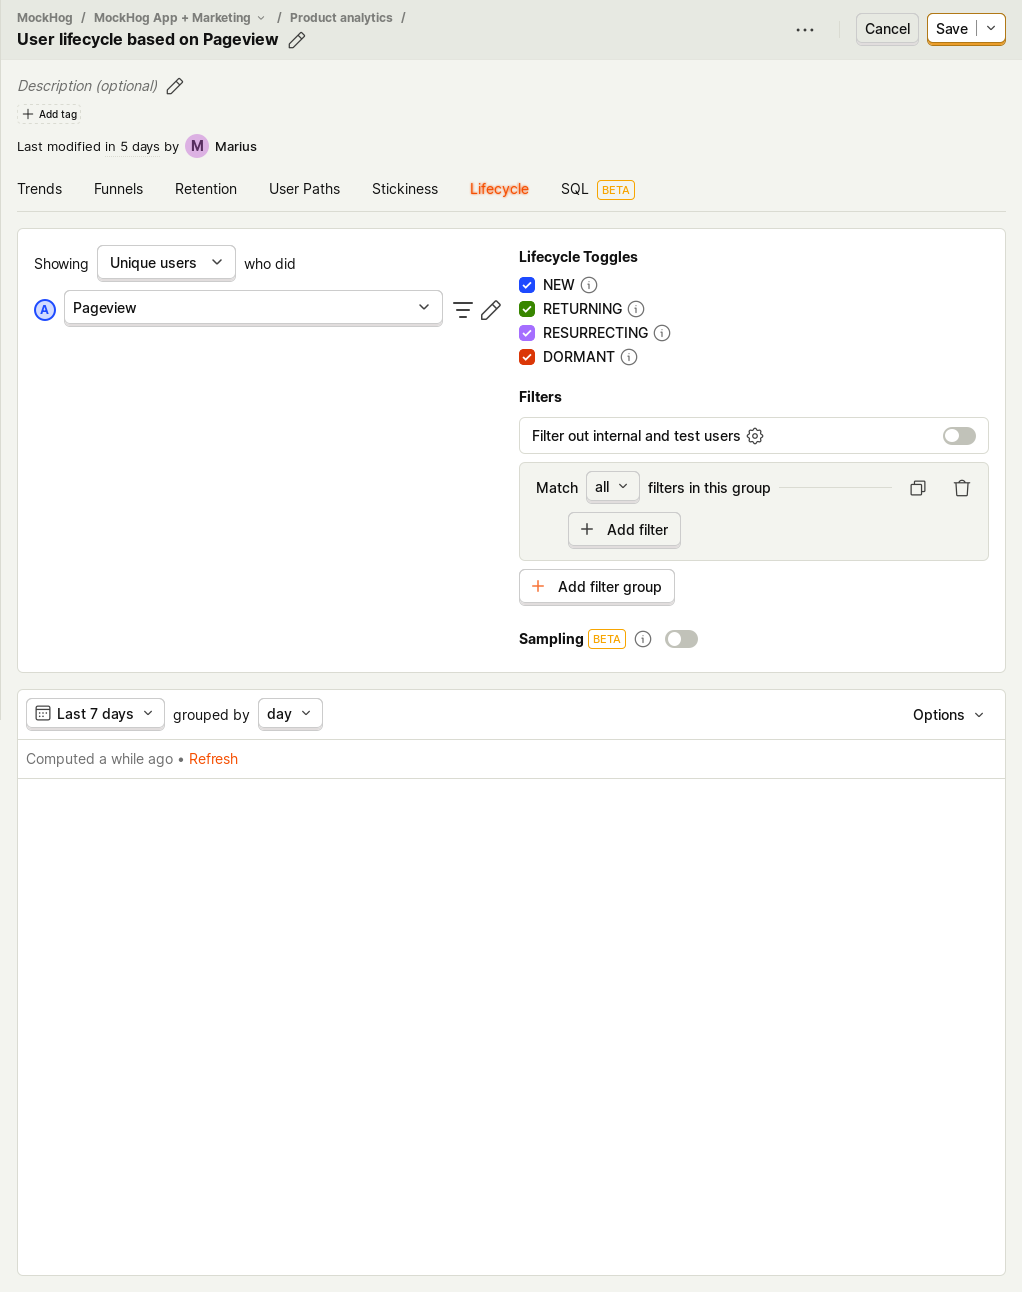 MockHog / MockHog App + Marketing / Product analytics /
User lifecycle based on Pageview
Cancel
Save
Description (optional)
Add tag
Last modified in 5 days by M Marius
Trends Funnels Retention User Paths Stickiness Lifecycle SQL BETA
Showing Unique users who did
A Pageview
Lifecycle Toggles
NEW
RETURNING
RESURRECTING
DORMANT
Filters
Filter out internal and test users
Match all filters in this group
Add filter
Add filter group
Sampling BETA
Last 7 days grouped by day
Options
Computed a while ago • Refresh